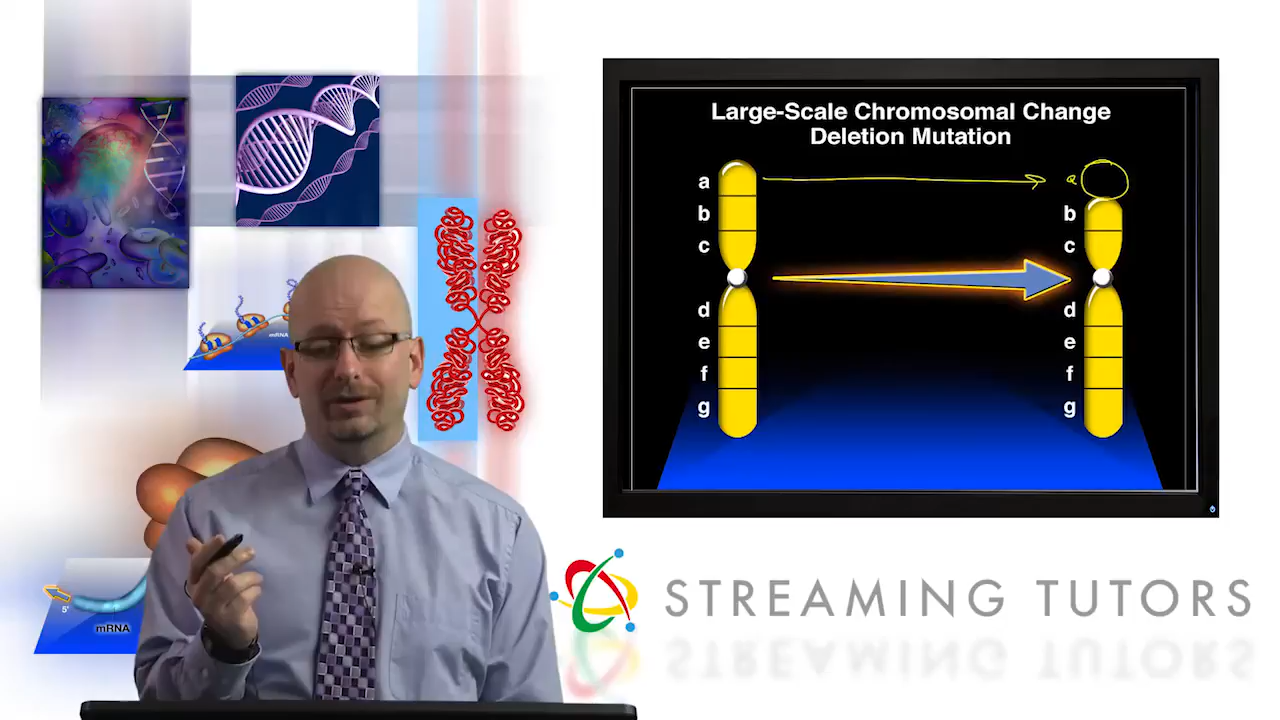 Large-Scale Chromosomal Change
Deletion Mutation
a
b
c
d
e
f
g
a
b
c
d
e
f
g
mRNA
5'
mRNA
STREAMING TUTORS